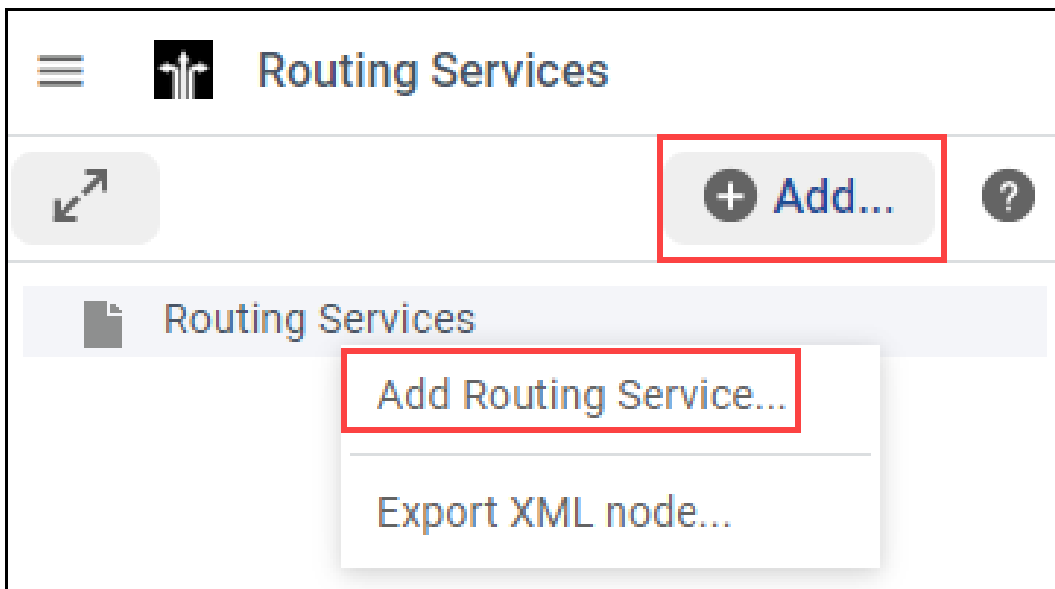 Routing Services
Add...
Routing Services
Add Routing Service...
Export XML node...